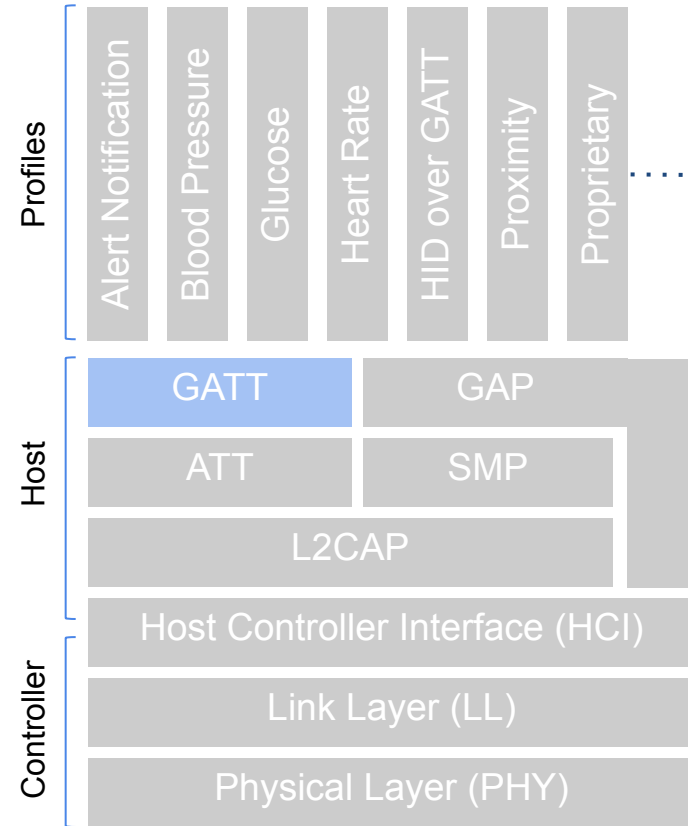 Profiles
Alert Notification
Blood Pressure
Glucose
Heart Rate
HID over GATT
Proximity
Proprietary
.....
Host
GATT
GAP
ATT
SMP
L2CAP
Host Controller Interface (HCI)
Controller
Link Layer (LL)
Physical Layer (PHY)